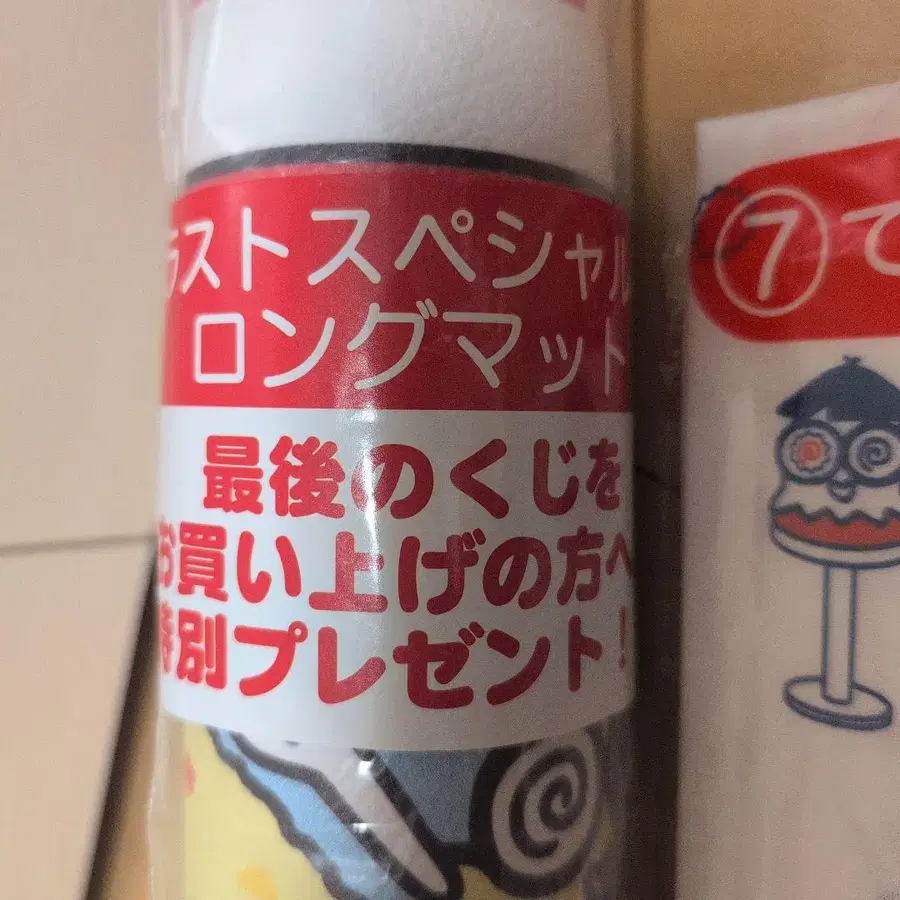 ラストスペシャル
ロングマット
最後のくじを
お買い上げの方へ
特別プレゼント!
⑦て